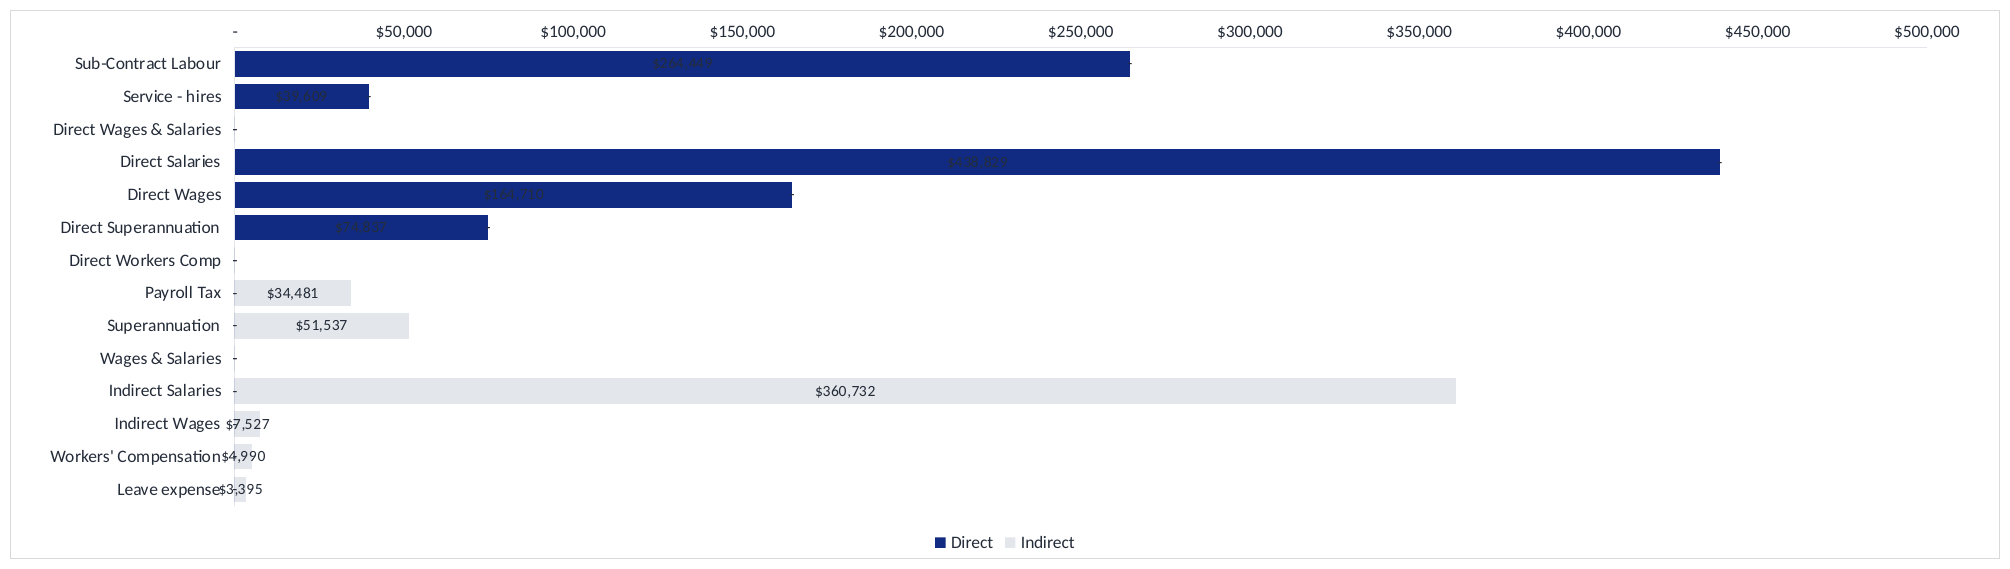 - $50,000 $100,000 $150,000 $200,000 $250,000 $300,000 $350,000 $400,000 $450,000 $500,000
Sub-Contract Labour -
Service - hires -
Direct Wages & Salaries -
Direct Salaries -
Direct Wages -
Direct Superannuation -
Direct Workers Comp -
Payroll Tax - $34,481
Superannuation - $51,537
Wages & Salaries -
Indirect Salaries - $360,732
Indirect Wages - $7,527
Workers' Compensation - $4,990
Leave expense - $3,395
Direct Indirect